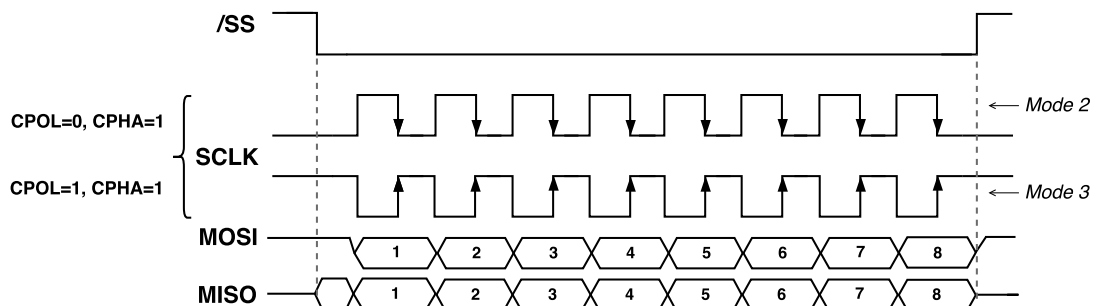 /SS
CPOL=0, CPHA=1
← Mode 2
SCLK
CPOL=1, CPHA=1
← Mode 3
MOSI
1 2 3 4 5 6 7 8
MISO
1 2 3 4 5 6 7 8